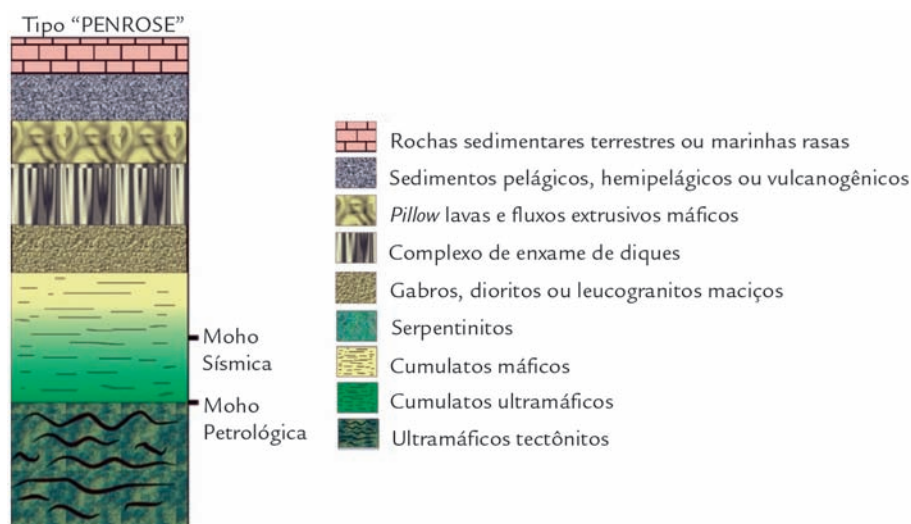 Tipo “PENROSE”
Moho
Sísmica
Moho
Petrológica
Rochas sedimentares terrestres ou marinhas rasas
Sedimentos pelágicos, hemipelágicos ou vulcanogênicos
Pillow lavas e fluxos extrusivos máficos
Complexo de enxame de diques
Gabros, dioritos ou leucogranitos maciços
Serpentinitos
Cumulatos máficos
Cumulatos ultramáficos
Ultramáficos tectônitos